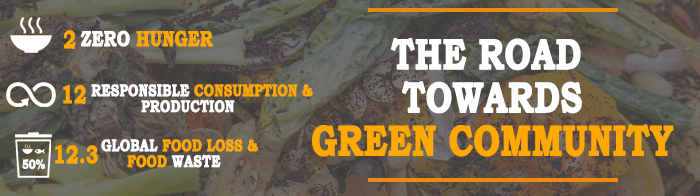 2 ZERO HUNGER
12 RESPONSIBLE CONSUMPTION &
PRODUCTION
50%
12.3 GLOBAL FOOD LOSS &
FOOD WASTE
THE ROAD
TOWARDS
GREEN COMMUNITY